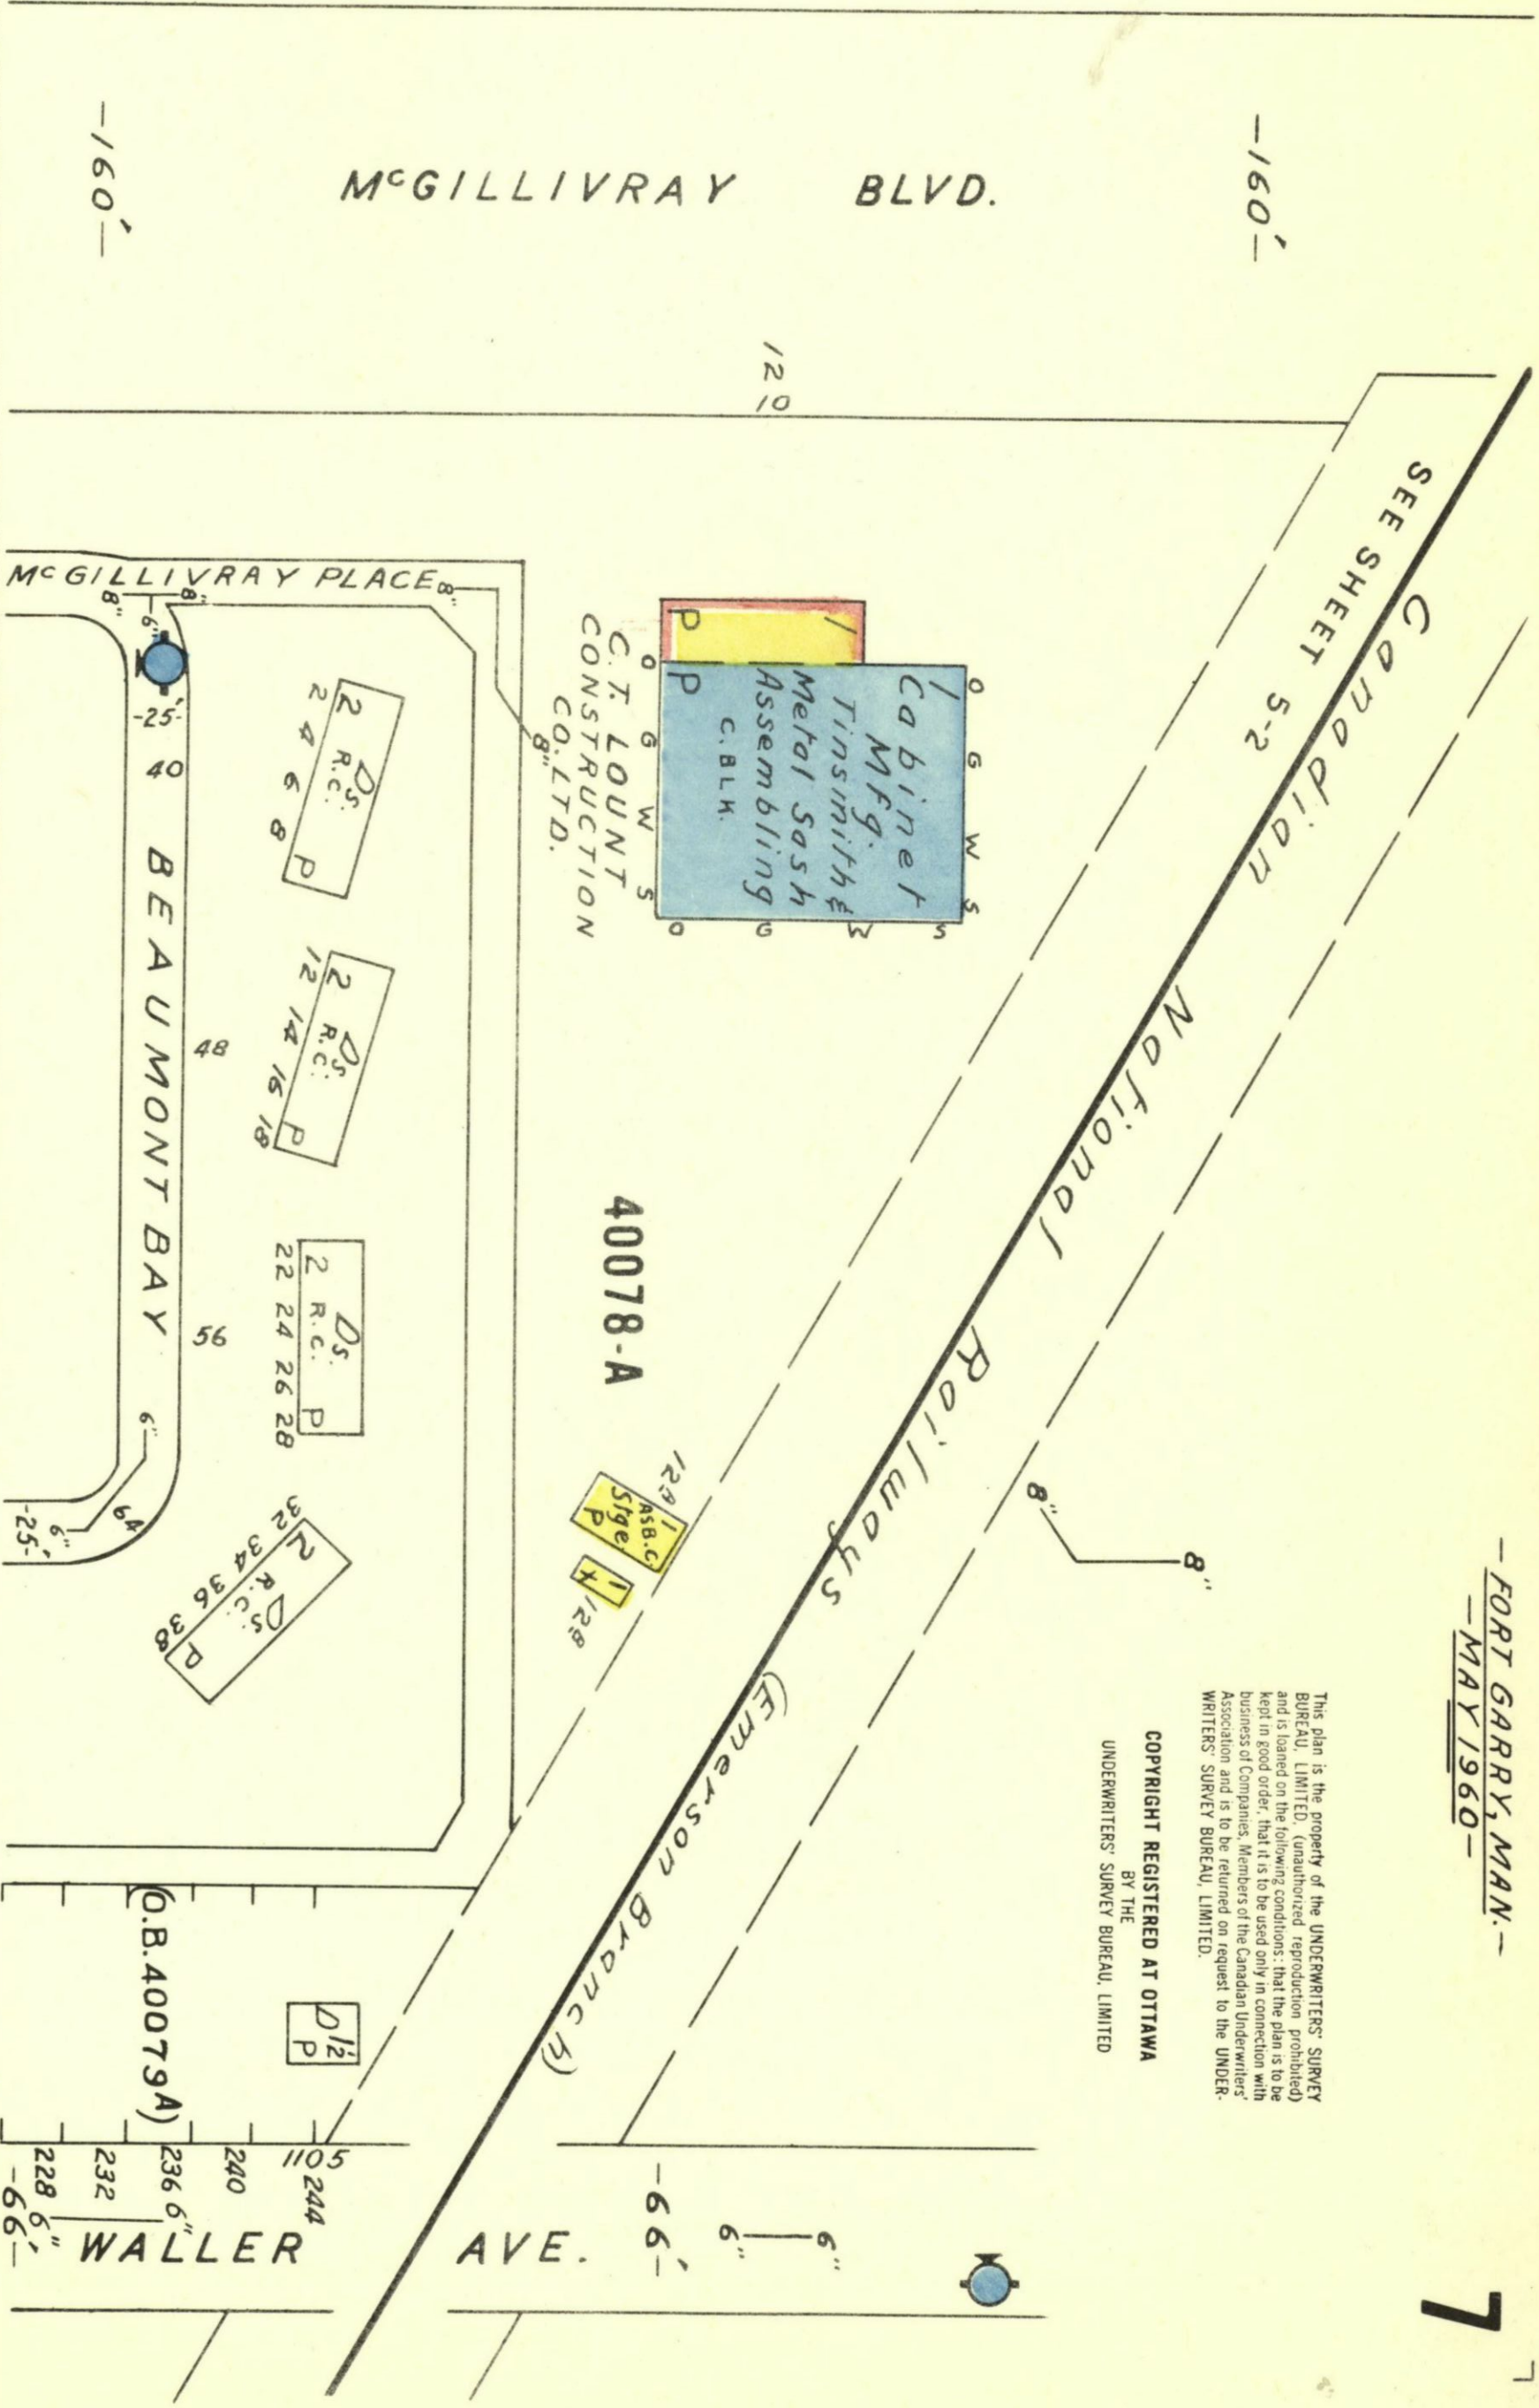 - FORT GARRY, MAN. -
- MAY 1960 -
7
7
This plan is the property of the UNDERWRITERS' SURVEY
BUREAU, LIMITED, (unauthorized reproduction prohibited)
and is loaned on the following conditions: that the plan is to be
kept in good order, that it is to be used only in connection with
business of Companies, Members of the Canadian Underwriters'
Association and is to be returned on request to the UNDER-
WRITERS' SURVEY BUREAU, LIMITED.
COPYRIGHT REGISTERED AT OTTAWA
BY THE
UNDERWRITERS' SURVEY BUREAU, LIMITED
-160'-
McGILLIVRAY BLVD.
-160'-
12
10
SEE SHEET 5-2
Canadian National Railways (Emerson Branch)
8"
8"
McGILLIVRAY PLACE
8"
8"
8"
6"
8"
-25'-
1
P
1
Cabinet
Mfg.
Tinsmith &
Metal Sash
Assembling
C.BLK.
P
O G W S
O G W S
O G W S
C.T. LOUNT
CONSTRUCTION
CO. LTD.
40078-A
12A
1
ASB.C.
Stge.
P
1
X
12B
BEAUMONT BAY
40
48
56
64
6"
6"
-25'-
2 Ds.
R.C.
P
2 4 6 8
2 Ds.
R.C.
P
12 14 16 18
2 Ds.
R.C.
P
22 24 26 28
2 Ds.
R.C.
P
32 34 36 38
(O.B.40079A)
D 1½
P
1105
228
232
236
240
244
6"
6"
-66'-
WALLER AVE.
-66'-
6"
6"